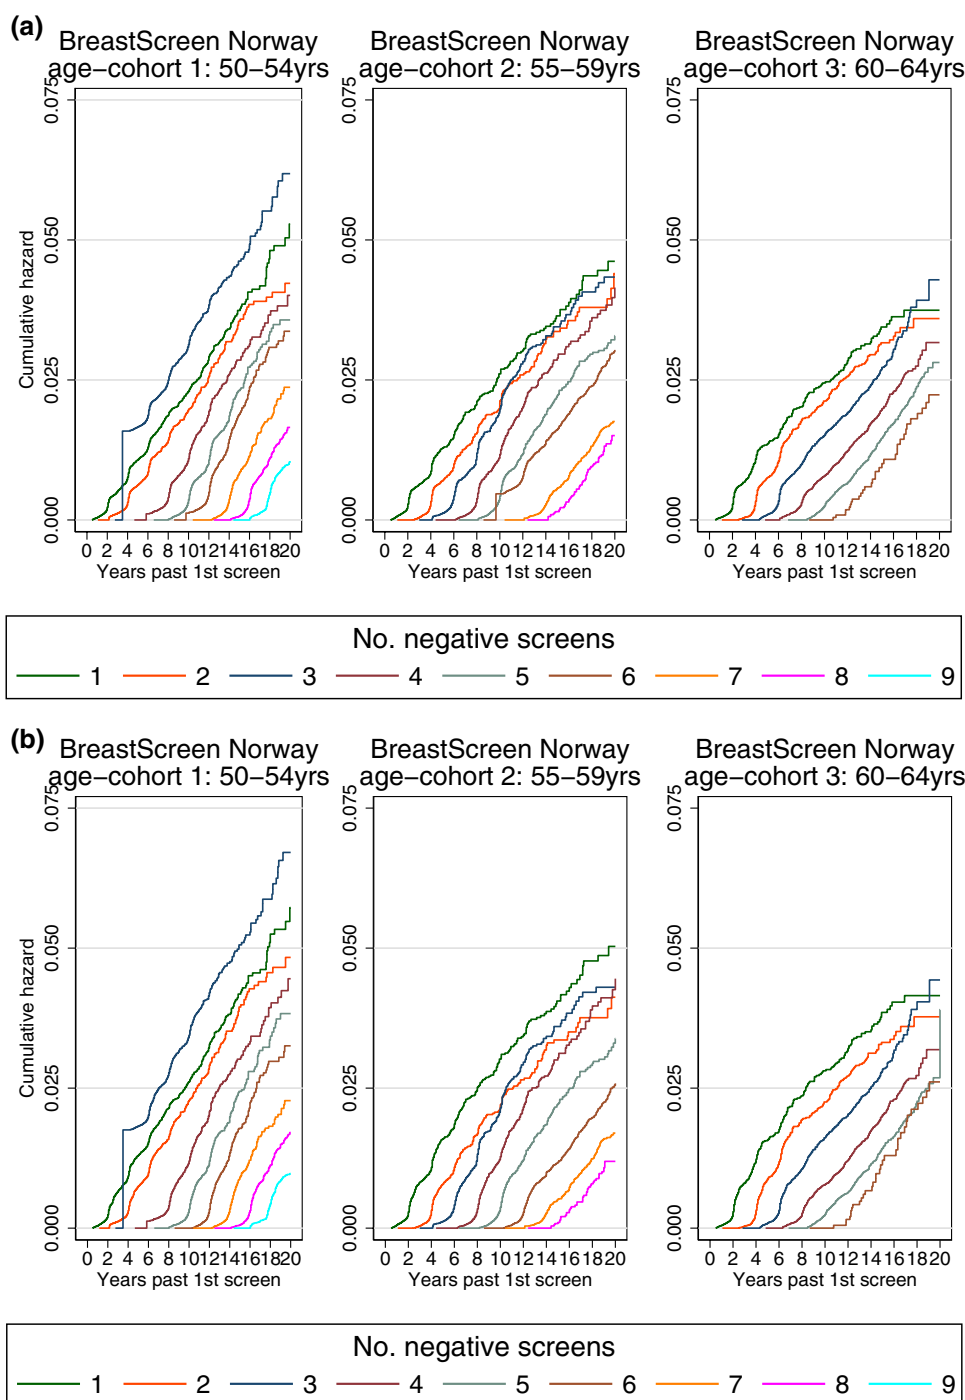 (a)
BreastScreen Norway
age−cohort 1: 50−54yrs
BreastScreen Norway
age−cohort 2: 55−59yrs
BreastScreen Norway
age−cohort 3: 60−64yrs
Cumulative hazard
0.075
0.050
0.025
0.000
0 2 4 6 8 10 12 14 16 18 20
Years past 1st screen
0.075
0.050
0.025
0.000
0 2 4 6 8 10 12 14 16 18 20
Years past 1st screen
0.075
0.050
0.025
0.000
0 2 4 6 8 10 12 14 16 18 20
Years past 1st screen
No. negative screens
1 2 3 4 5 6 7 8 9
(b)
BreastScreen Norway
age−cohort 1: 50−54yrs
BreastScreen Norway
age−cohort 2: 55−59yrs
BreastScreen Norway
age−cohort 3: 60−64yrs
Cumulative hazard
0.075
0.050
0.025
0.000
0 2 4 6 8 10 12 14 16 18 20
Years past 1st screen
0.075
0.050
0.025
0.000
0 2 4 6 8 10 12 14 16 18 20
Years past 1st screen
0.075
0.050
0.025
0.000
0 2 4 6 8 10 12 14 16 18 20
Years past 1st screen
No. negative screens
1 2 3 4 5 6 7 8 9